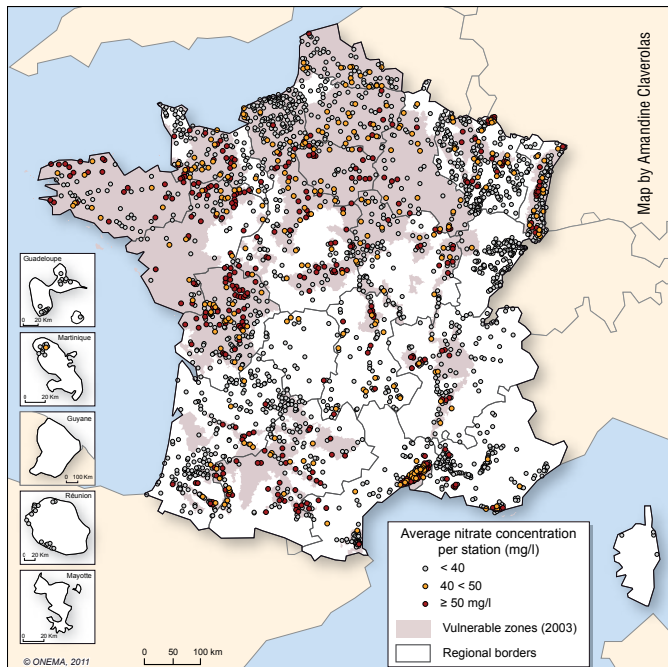 Map by Amandine Claverolas
Guadeloupe
0 20 Km
Martinique
0 20 Km
Guyane
0 100 Km
Réunion
0 20 Km
Mayotte
0 20 Km
© ONEMA, 2011
0 50 100 km
Average nitrate concentration
per station (mg/l)
< 40
40 < 50
≥ 50 mg/l
Vulnerable zones (2003)
Regional borders